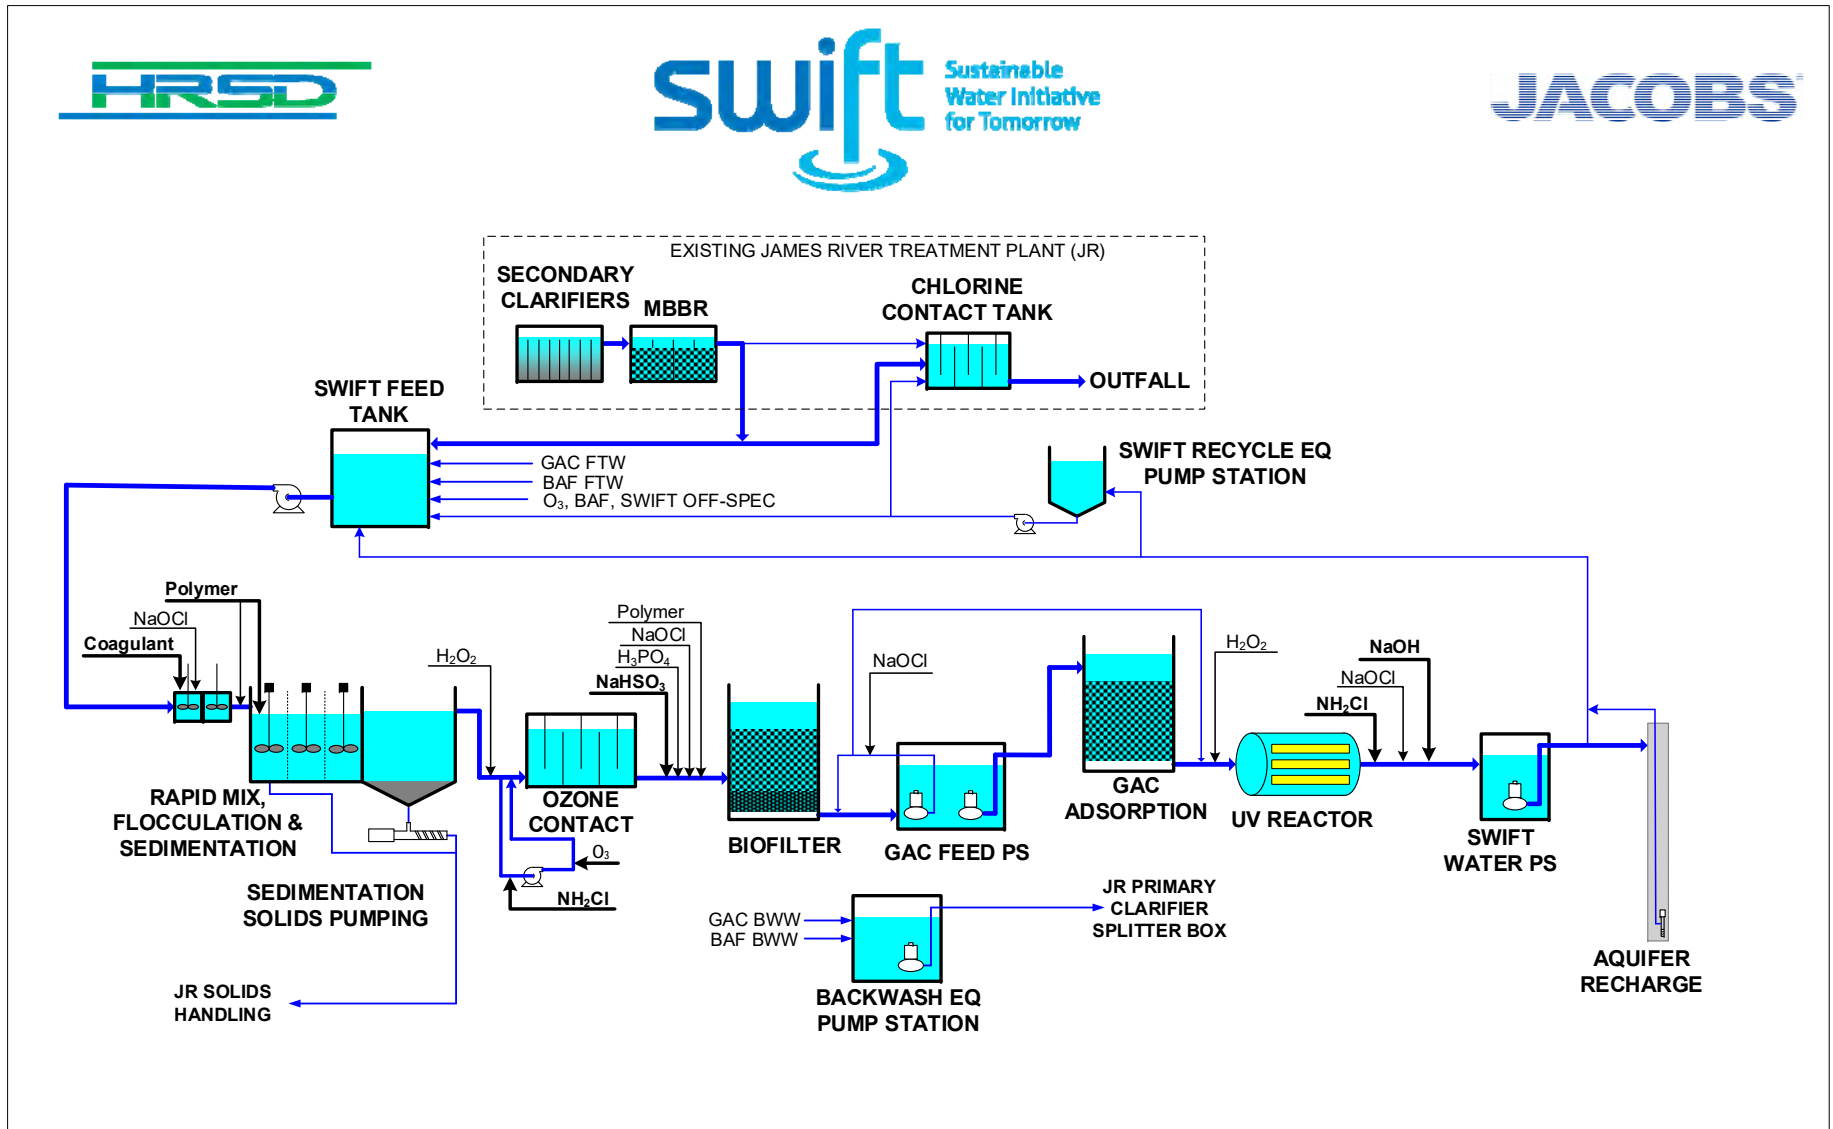 HRSD
swift
Sustainable
Water Initiative
for Tomorrow
JACOBS
EXISTING JAMES RIVER TREATMENT PLANT (JR)
SECONDARY
CLARIFIERS
MBBR
CHLORINE
CONTACT TANK
OUTFALL
SWIFT FEED
TANK
GAC FTW
BAF FTW
O₃, BAF, SWIFT OFF-SPEC
SWIFT RECYCLE EQ
PUMP STATION
Polymer
NaOCl
Coagulant
H₂O₂
Polymer
NaOCl
H₃PO₄
NaHSO₃
NaOCl
H₂O₂
NaOH
NaOCl
NH₂Cl
RAPID MIX,
FLOCCULATION &
SEDIMENTATION
OZONE
CONTACT
O₃
NH₂Cl
BIOFILTER
GAC FEED PS
GAC
ADSORPTION
UV REACTOR
SWIFT
WATER PS
SEDIMENTATION
SOLIDS PUMPING
JR SOLIDS
HANDLING
GAC BWW
BAF BWW
JR PRIMARY
CLARIFIER
SPLITTER BOX
BACKWASH EQ
PUMP STATION
AQUIFER
RECHARGE